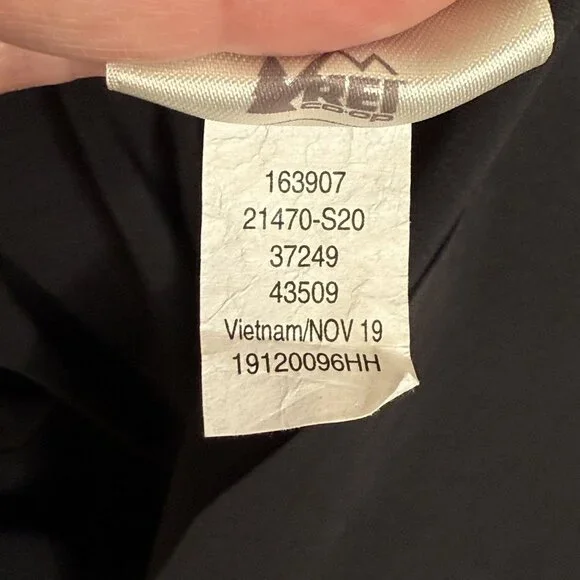 REI
co·op
163907
21470-S20
37249
43509
Vietnam/NOV 19
19120096HH